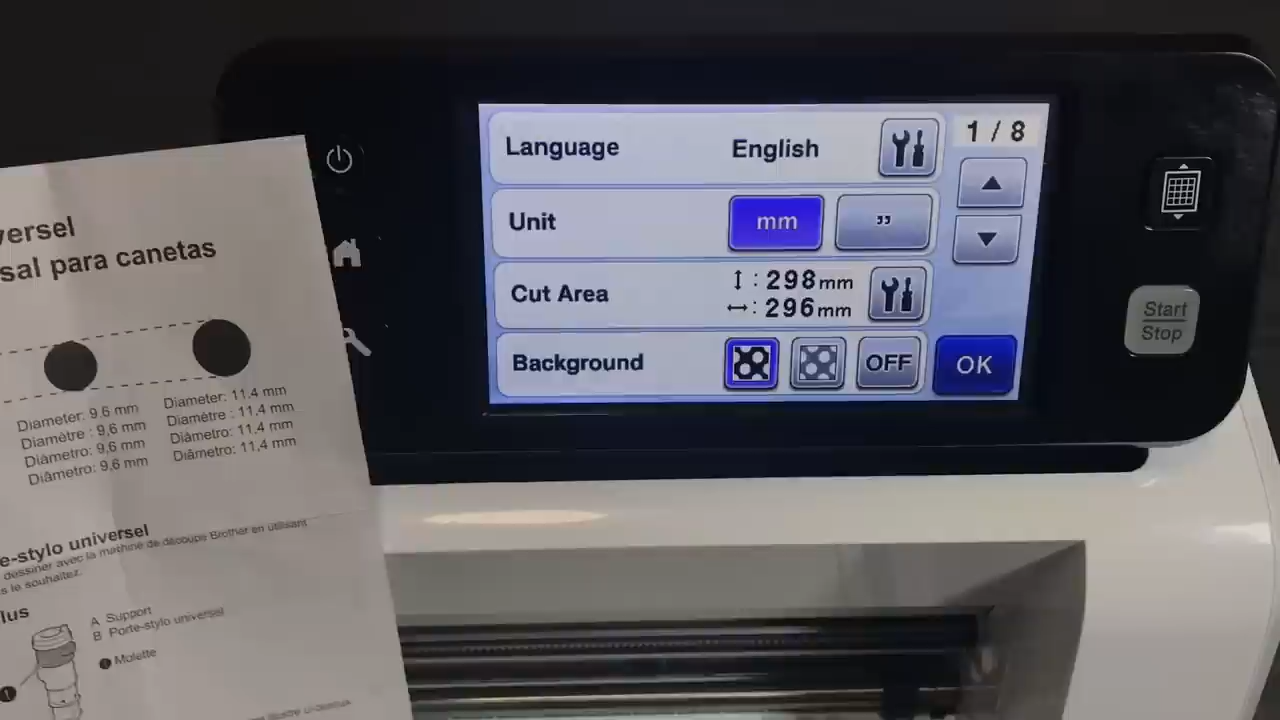 Language English
1 / 8
Unit mm "
Cut Area : 298mm
: 296mm
Background OFF
OK
Start
Stop
sal para canetas
Diameter: 9.6 mm
Diamètre : 9,6 mm
Diámetro: 9,6 mm
Diâmetro: 9,6 mm
Diameter: 11.4 mm
Diamètre : 11,4 mm
Diámetro: 11,4 mm
Diâmetro: 11,4 mm
e-stylo universel
dessiner avec la machine de découpe Brother en utilisant
s le souhaitez.
A Support
B Porte-stylo universel
1 Molette
1